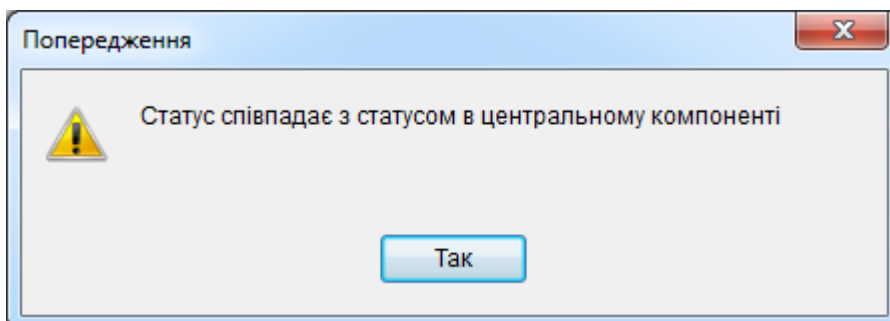 Попередження
Статус співпадає з статусом в центральному компоненті
Так